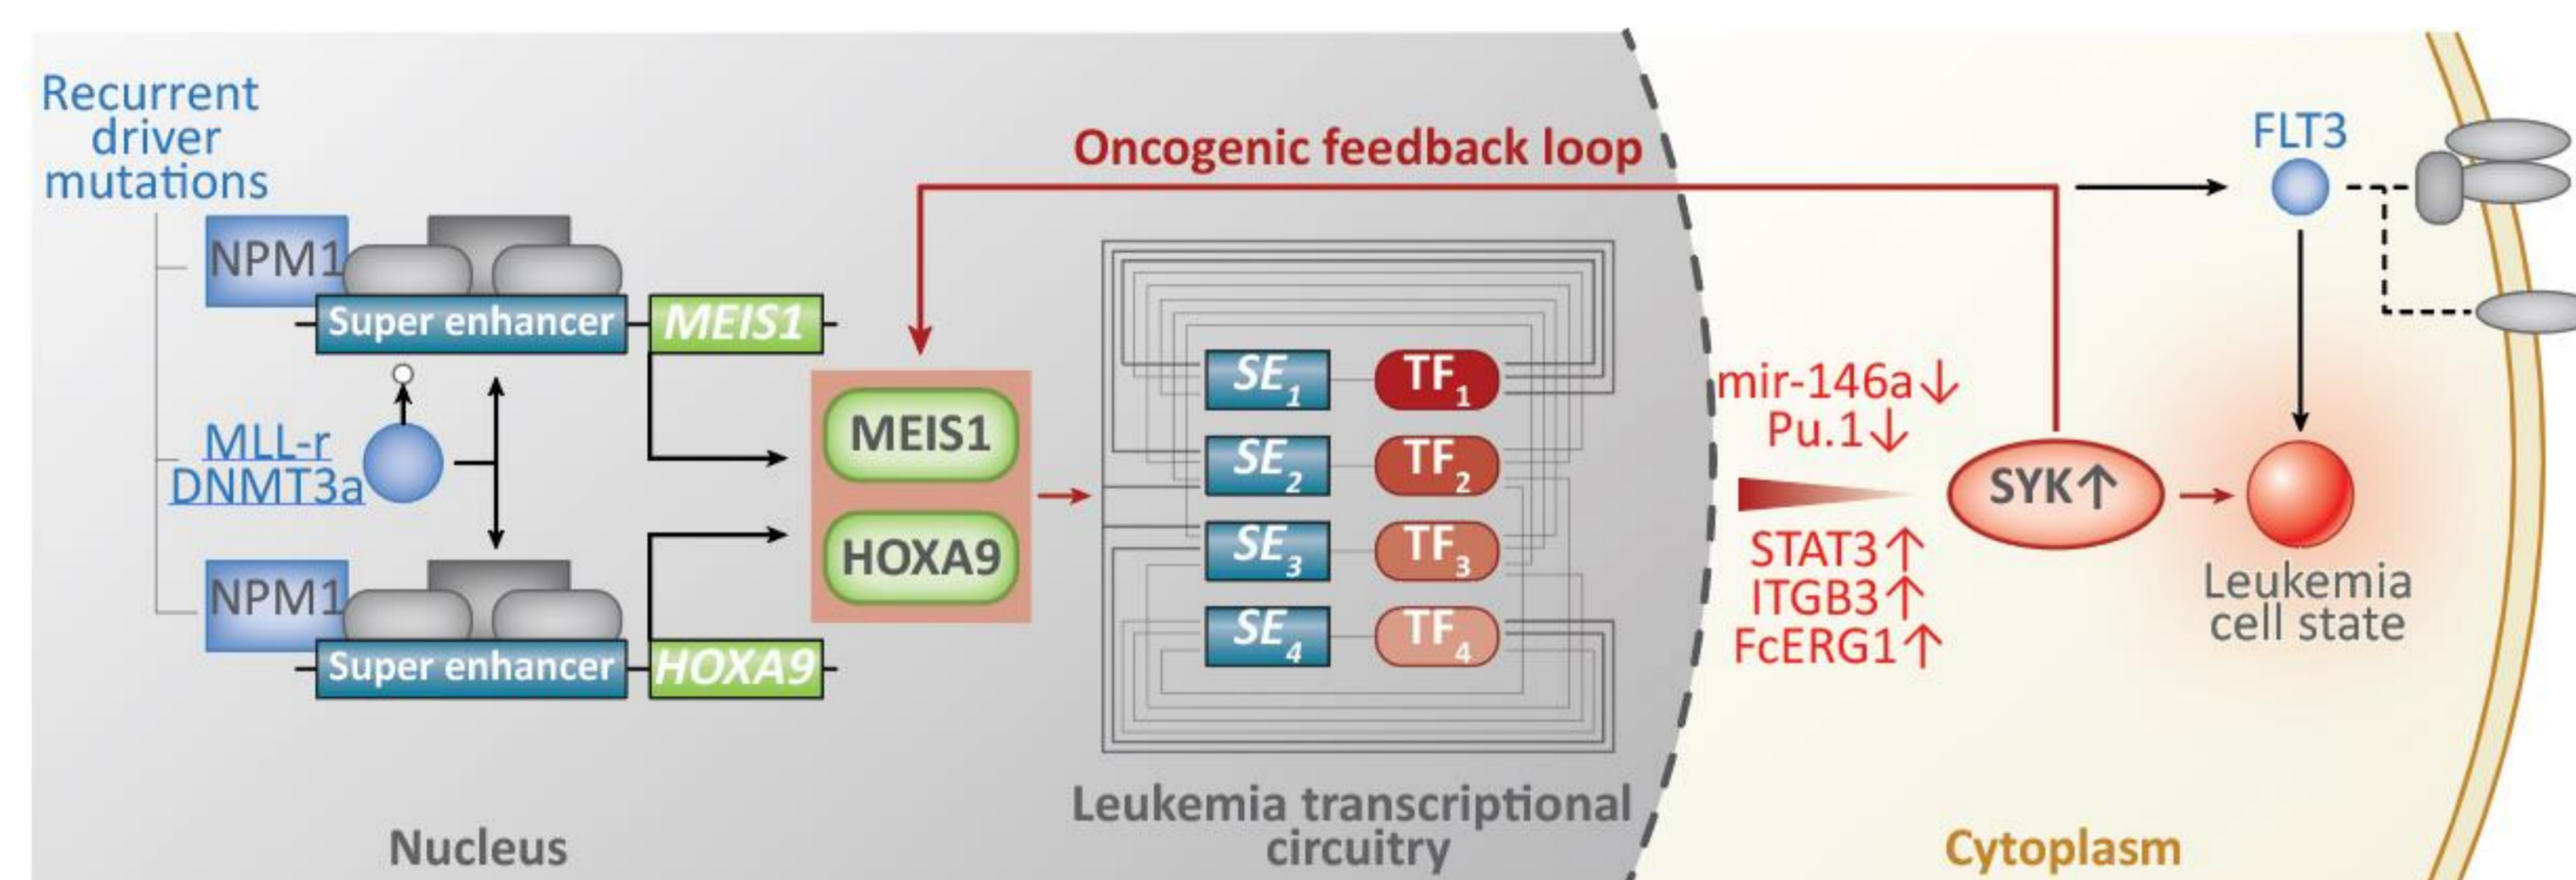 Recurrent
driver
mutations
NPM1
Super enhancer
MEIS1
MLL-r
DNMT3a
NPM1
Super enhancer
HOXA9
Nucleus
MEIS1
HOXA9
Oncogenic feedback loop
SE1
TF1
SE2
TF2
SE3
TF3
SE4
TF4
Leukemia transcriptional
circuitry
mir-146a↓
Pu.1↓
STAT3↑
ITGB3↑
FcERG1↑
SYK↑
FLT3
Leukemia
cell state
Cytoplasm